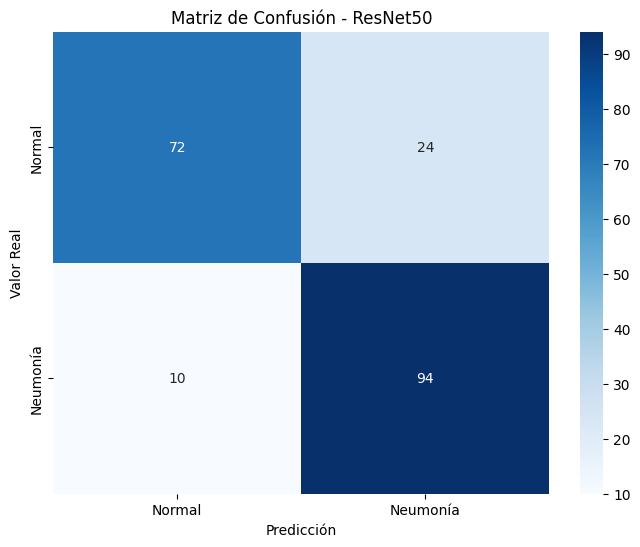 Matriz de Confusión - ResNet50
Valor Real
Normal
72
24
Neumonía
10
94
Normal
Neumonía
Predicción
90
80
70
60
50
40
30
20
10